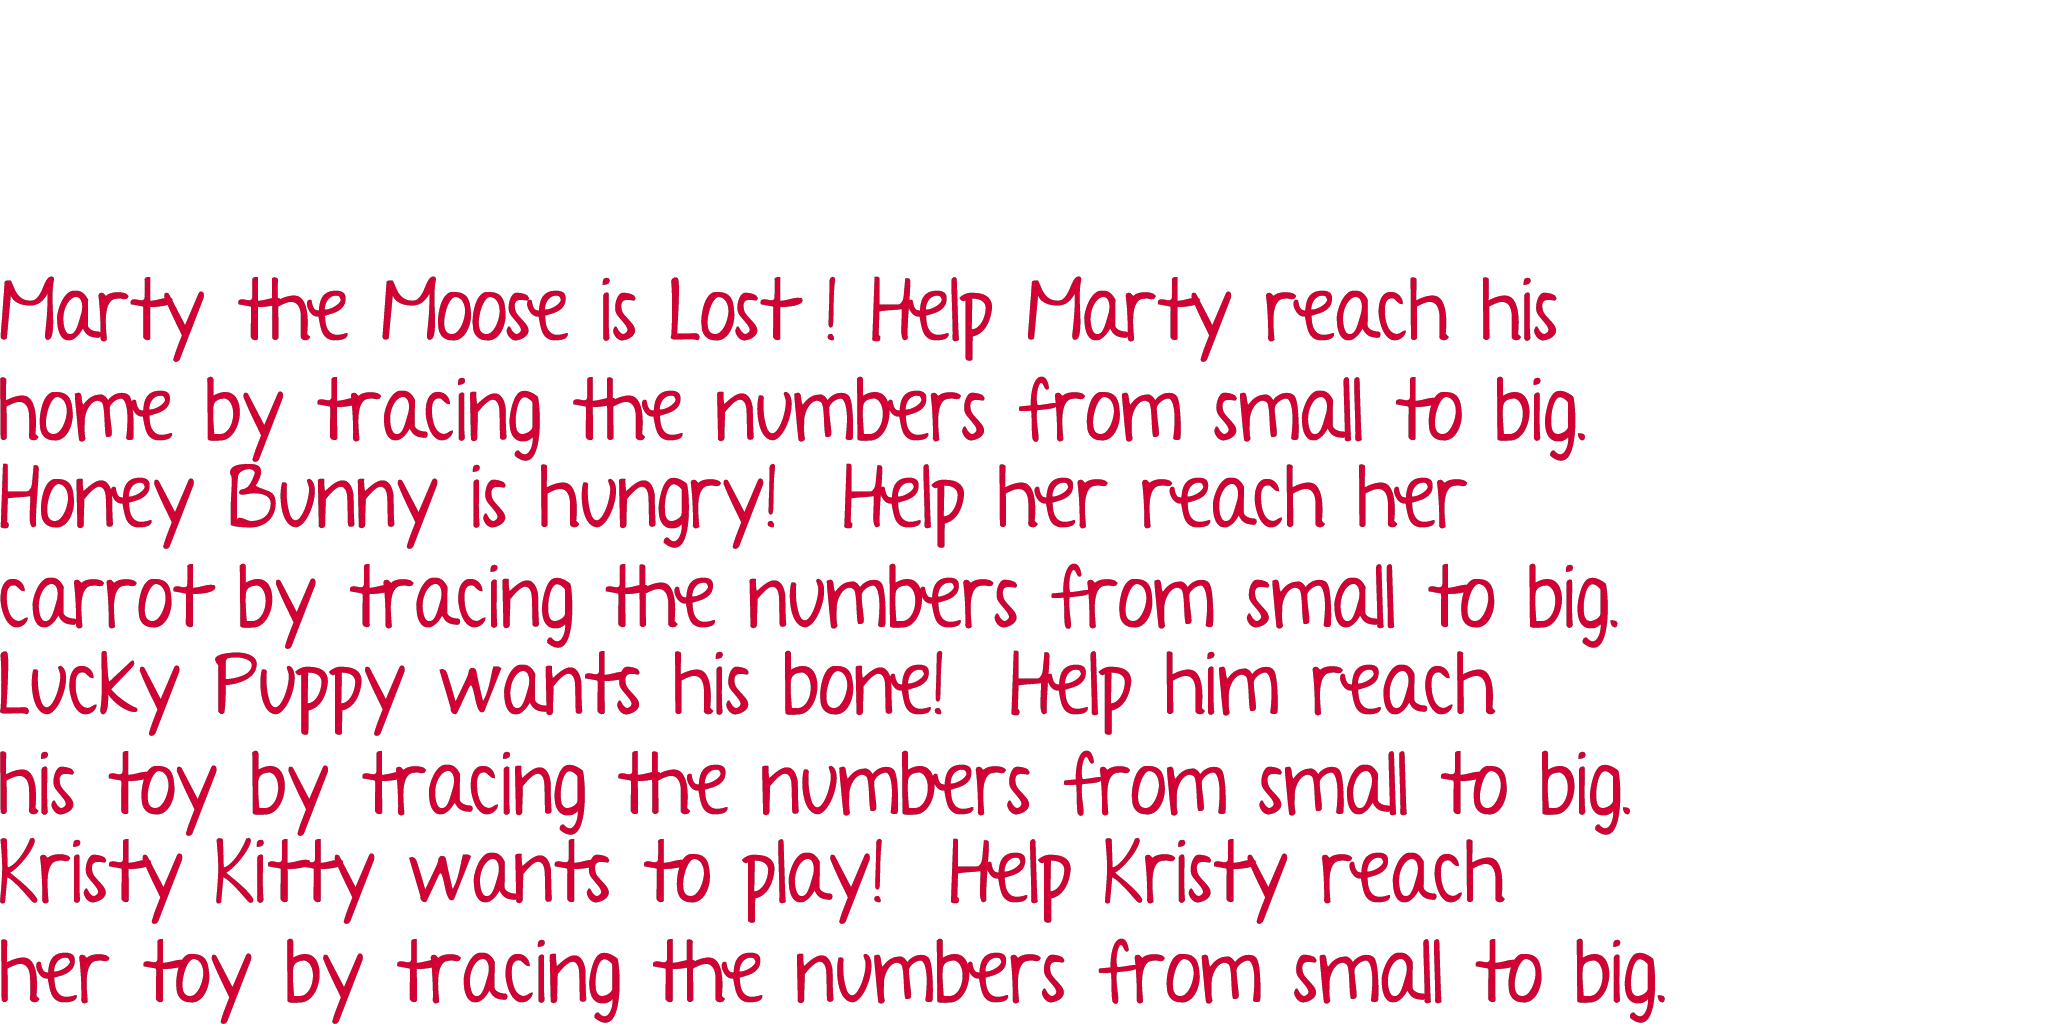 Marty the Moose is Lost ! Help Marty reach his
home by tracing the numbers from small to big.
Honey Bunny is hungry!  Help her reach her
carrot by tracing the numbers from small to big.
Lucky Puppy wants his bone!  Help him reach
his toy by tracing the numbers from small to big.
Kristy Kitty wants to play!  Help Kristy reach
her toy by tracing the numbers from small to big.